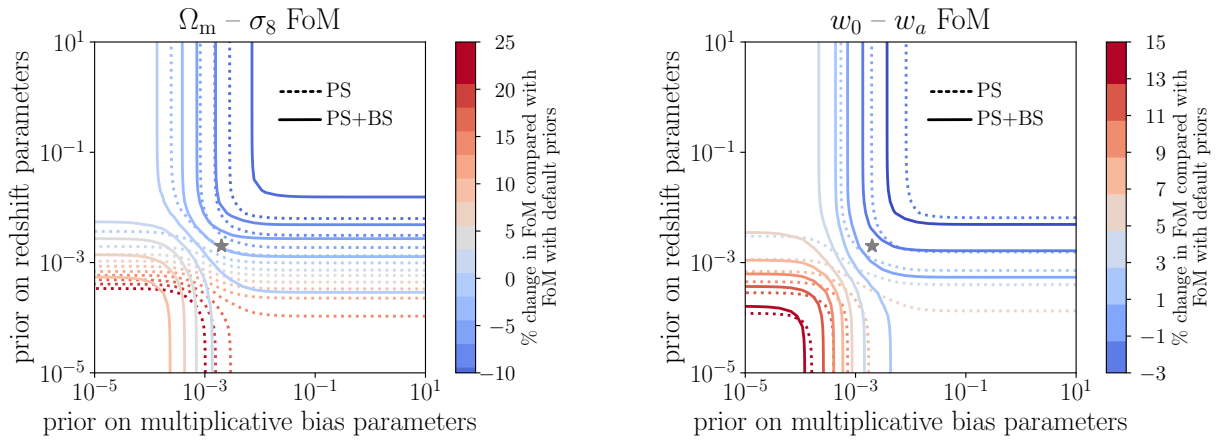 Ωm – σ8 FoM
prior on redshift parameters
10^1
10^−1
10^−3
10^−5
PS
PS+BS
10^−5
10^−3
10^−1
10^1
prior on multiplicative bias parameters
25
20
15
10
5
0
−5
−10
% change in FoM compared with
FoM with default priors
w0 – wa FoM
prior on redshift parameters
10^1
10^−1
10^−3
10^−5
PS
PS+BS
10^−5
10^−3
10^−1
10^1
prior on multiplicative bias parameters
15
13
11
9
7
5
3
1
−1
−3
% change in FoM compared with
FoM with default priors